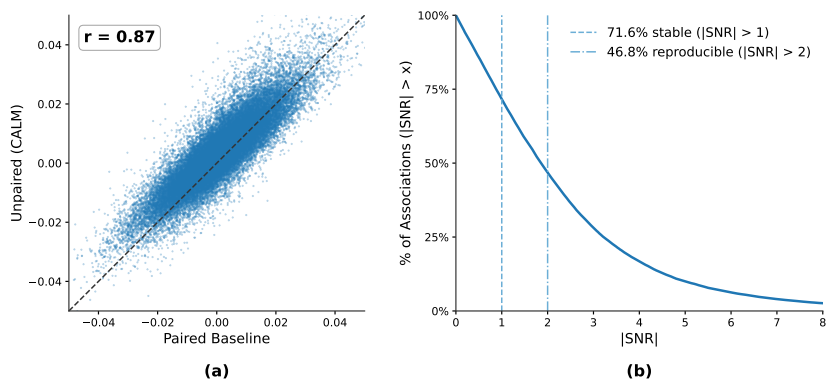 r = 0.87
0.04
0.02
0.00
−0.02
−0.04
Unpaired (CALM)
−0.04 −0.02 0.00 0.02 0.04
Paired Baseline
(a)
71.6% stable (|SNR| > 1)
46.8% reproducible (|SNR| > 2)
100%
75%
50%
25%
0%
% of Associations (|SNR| > x)
0 1 2 3 4 5 6 7 8
|SNR|
(b)